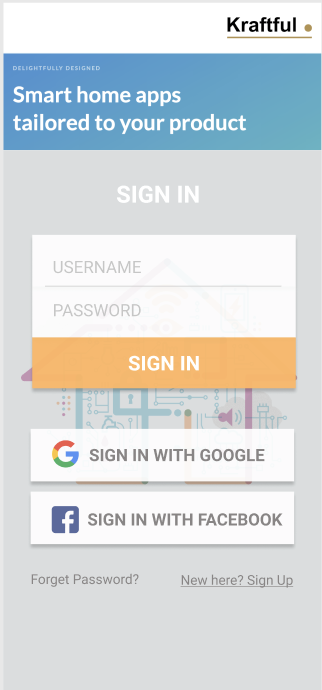 Kraftful
DELIGHTFULLY DESIGNED
Smart home apps
tailored to your product
SIGN IN
USERNAME
PASSWORD
SIGN IN
SIGN IN WITH GOOGLE
SIGN IN WITH FACEBOOK
Forget Password? New here? Sign Up